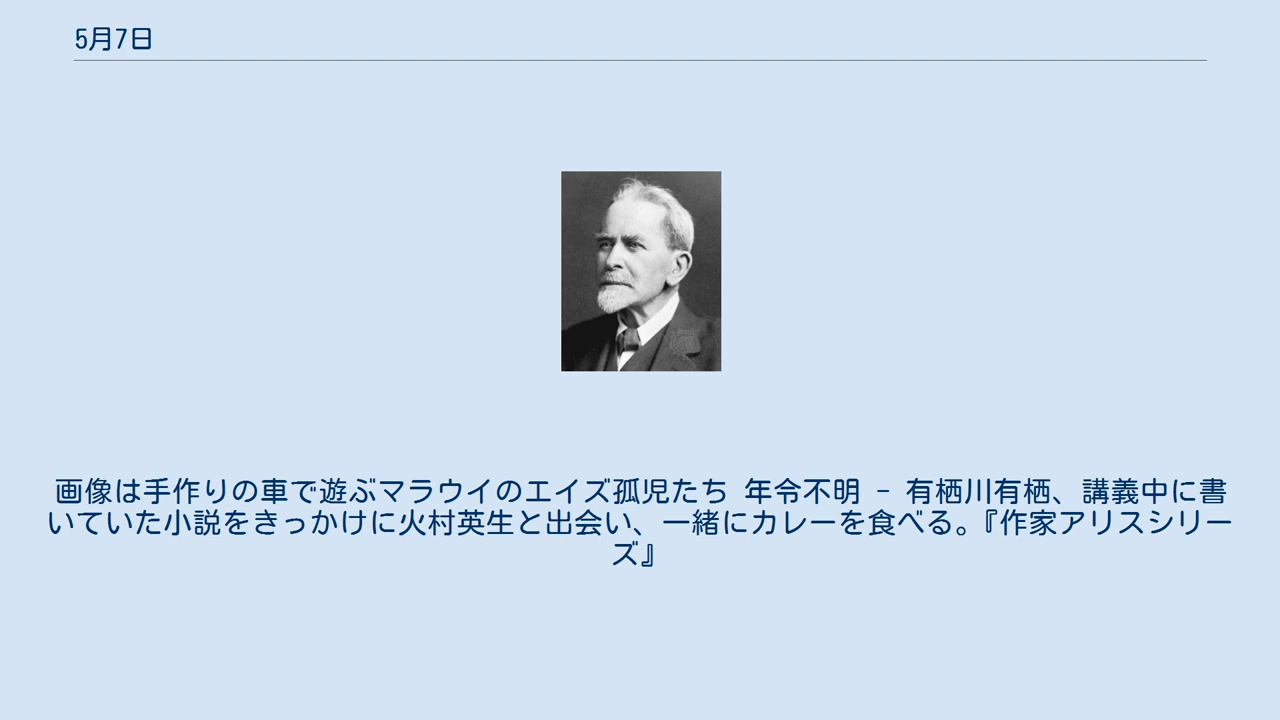 5月7日
画像は手作りの車で遊ぶマラウイのエイズ孤児たち 年令不明 - 有栖川有栖、講義中に書
いていた小説をきっかけに火村英生と出会い、一緒にカレーを食べる。『作家アリスシリー
ズ』